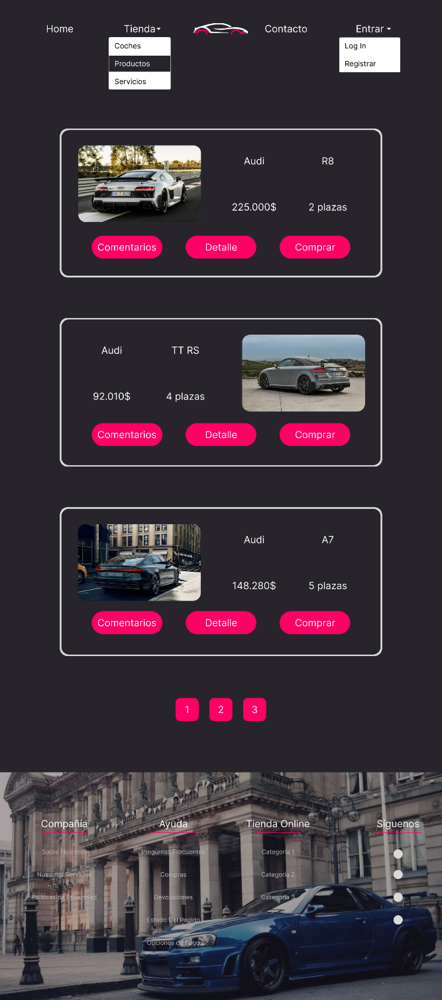 Home Tienda Contacto Entrar
Coches
Productos
Servicios
Log In
Registrar
Audi R8
225.000$ 2 plazas
Comentarios Detalle Comprar
Audi TT RS
92.010$ 4 plazas
Comentarios Detalle Comprar
Audi A7
148.280$ 5 plazas
Comentarios Detalle Comprar
1 2 3
Compañía Ayuda Tienda Online Síguenos
Sobre Nosotros Preguntas Frecuentes Categoria 1
Nuestros Servicios Compras Categoria 2
Políticas de Privacidad Devoluciones Categoria 3
Estado Del Pedido
Opciones de Pago